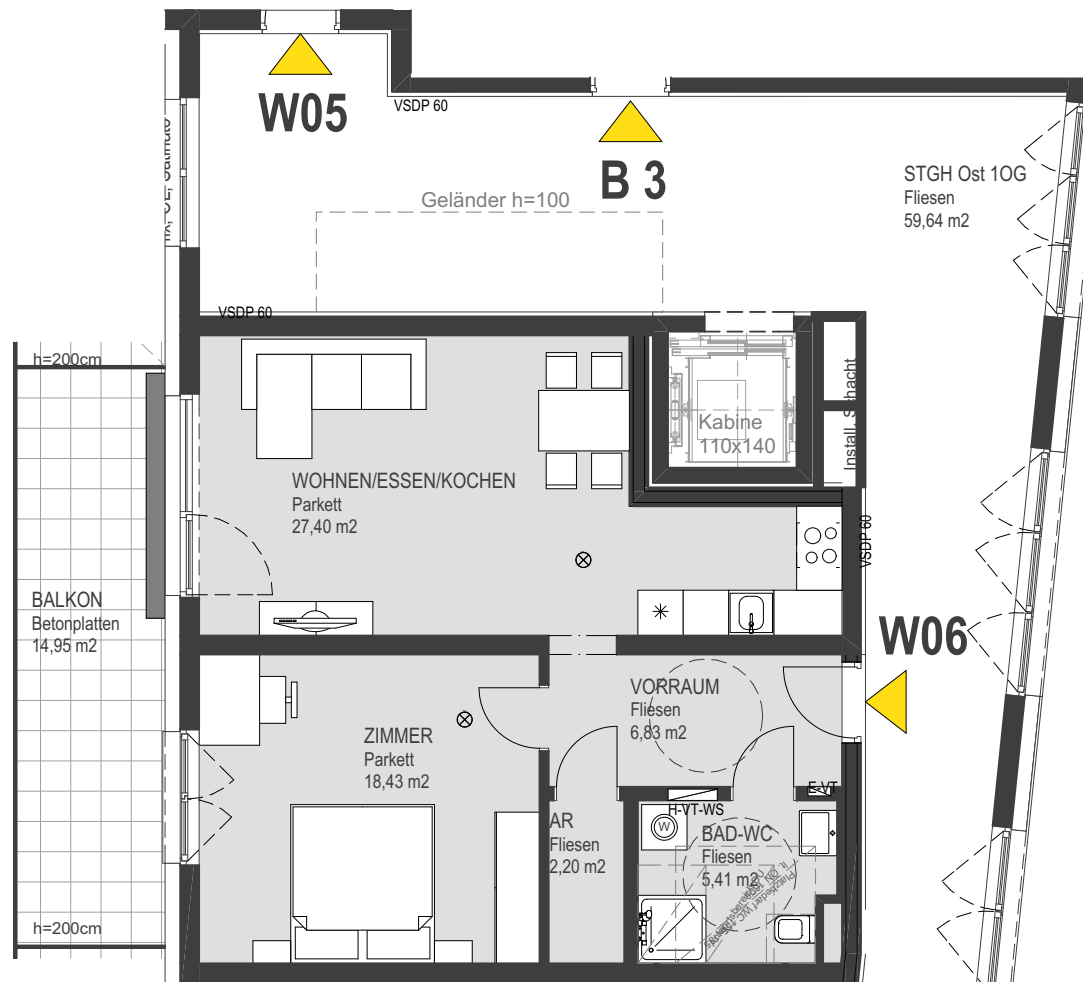 W05
VSDP 60
B 3
STGH Ost 1OG
Fliesen
59,64 m2
Geländer h=100
VSDP 60
h=200cm
Kabine
110x140
Install. Schacht
WOHNEN/ESSEN/KOCHEN
Parkett
27,40 m2
VSDP 60
BALKON
Betonplatten
14,95 m2
W06
VORRAUM
Fliesen
6,83 m2
ZIMMER
Parkett
18,43 m2
E-VT
H-VT-WS
W
AR
Fliesen
2,20 m2
BAD-WC
Fliesen
5,41 m2
Platzbedarf WC
h=200cm